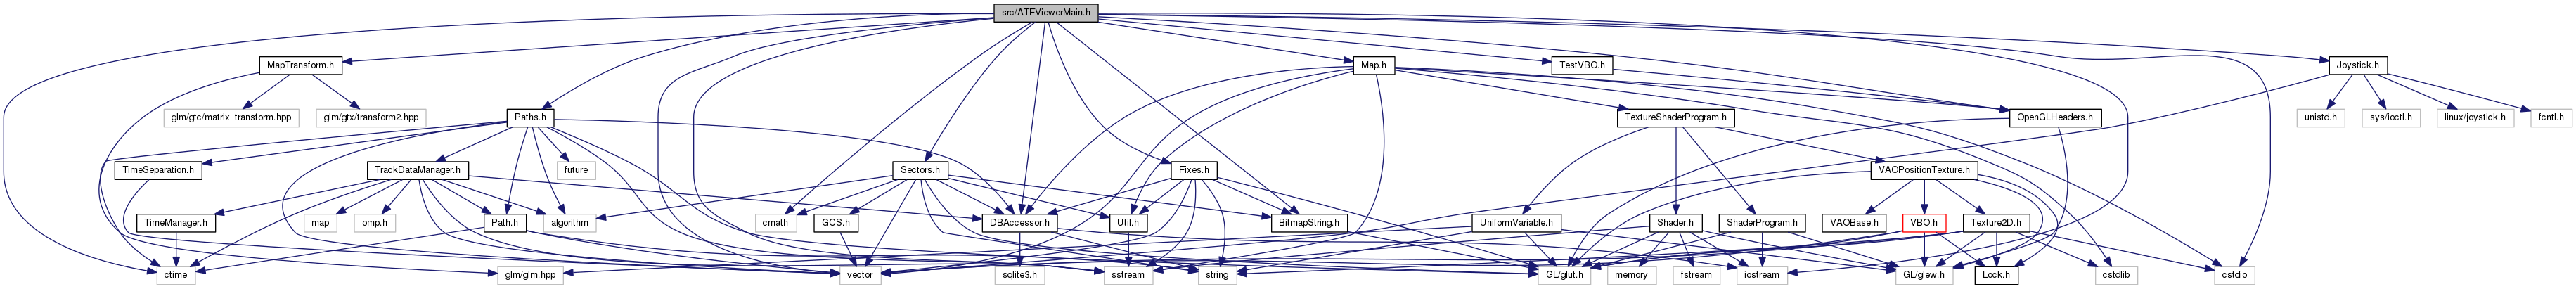 src/ATFViewerMain.h
MapTransform.h
Map.h
TestVBO.h
Joystick.h
glm/gtc/matrix_transform.hpp
glm/gtx/transform2.hpp
Paths.h
TextureShaderProgram.h
OpenGLHeaders.h
unistd.h
sys/ioctl.h
linux/joystick.h
fcntl.h
TimeSeparation.h
TrackDataManager.h
future
Sectors.h
Fixes.h
VAOPositionTexture.h
TimeManager.h
map
omp.h
Path.h
algorithm
cmath
GCS.h
DBAccessor.h
Util.h
BitmapString.h
UniformVariable.h
Shader.h
ShaderProgram.h
VAOBase.h
VBO.h
Texture2D.h
ctime
glm/glm.hpp
vector
sqlite3.h
sstream
string
GL/glut.h
memory
fstream
iostream
GL/glew.h
Lock.h
cstdlib
cstdio